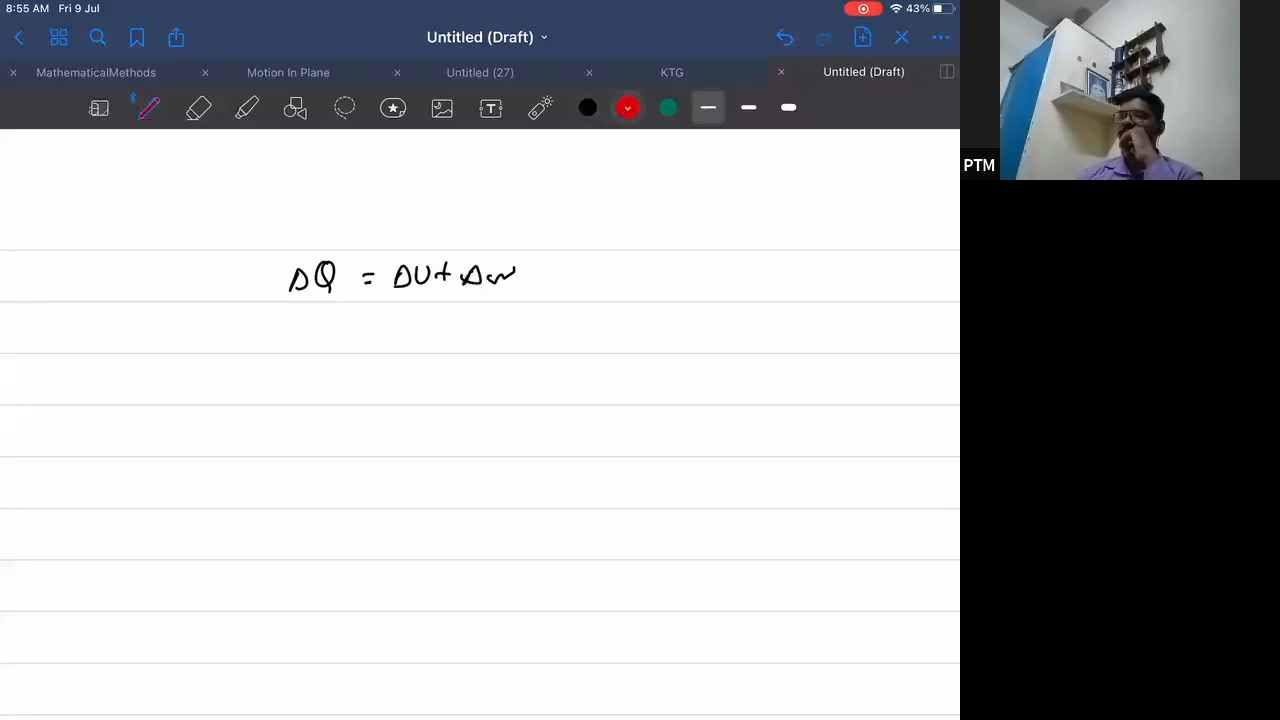 8:55 AM Fri 9 Jul 43%
Untitled (Draft)
MathematicalMethods Motion In Plane Untitled (27) KTG Untitled (Draft)
T
PTM
ΔQ = ΔU + Δw